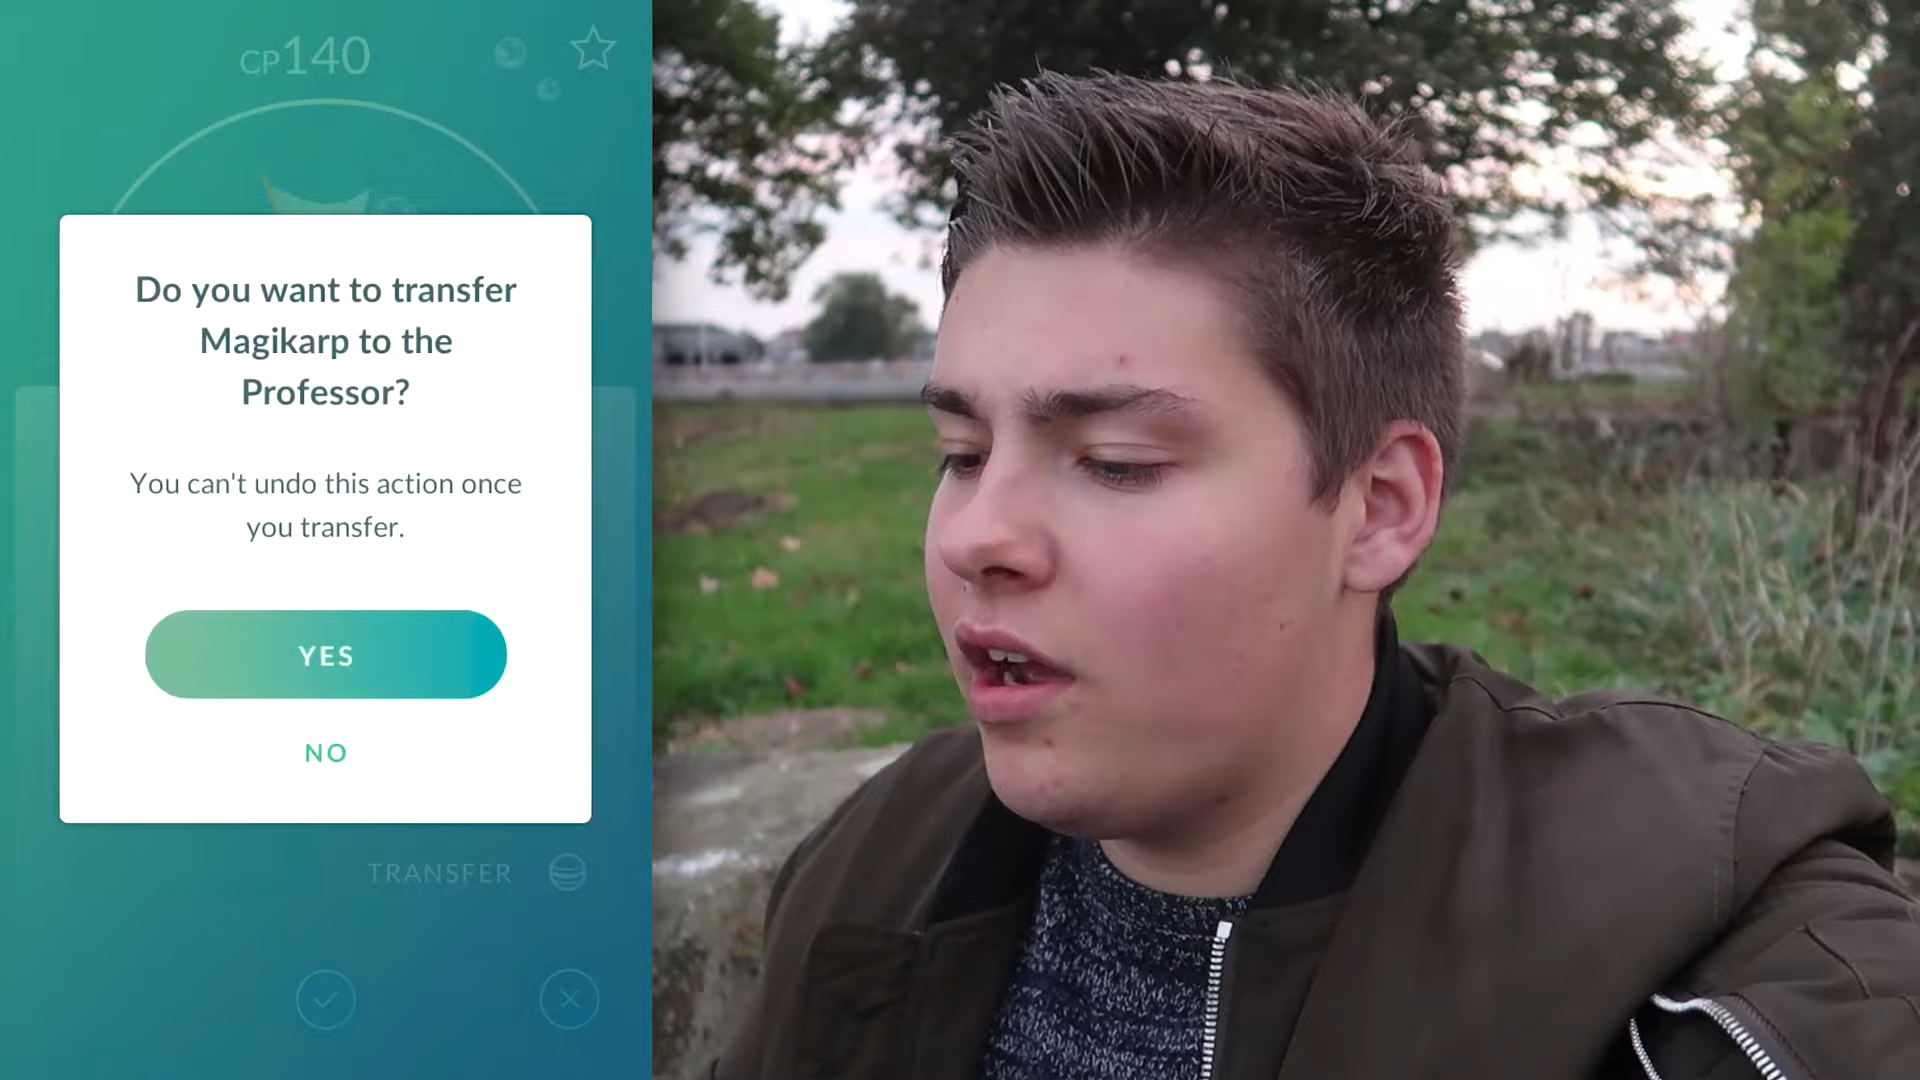 CP140
Do you want to transfer
Magikarp to the
Professor?
You can't undo this action once
you transfer.
YES
NO
TRANSFER